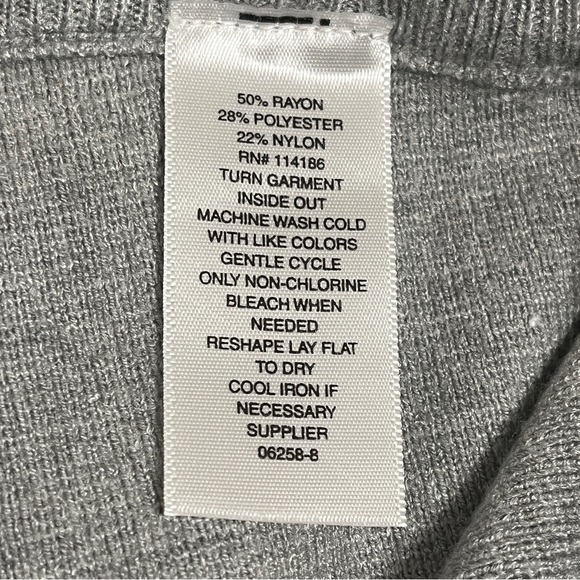 50% RAYON
28% POLYESTER
22% NYLON
RN# 114186
TURN GARMENT
INSIDE OUT
MACHINE WASH COLD
WITH LIKE COLORS
GENTLE CYCLE
ONLY NON-CHLORINE
BLEACH WHEN
NEEDED
RESHAPE LAY FLAT
TO DRY
COOL IRON IF
NECESSARY
SUPPLIER
06258-8